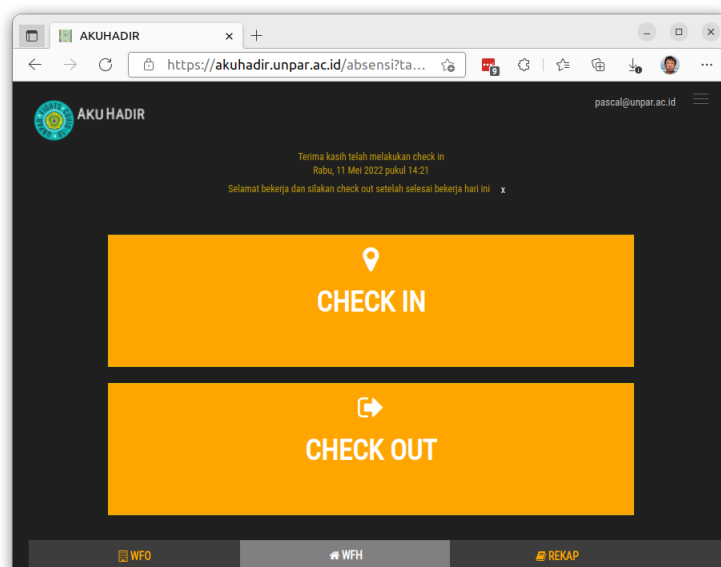 AKUHADIR
https://akuhadir.unpar.ac.id/absensi?ta...
9
AKU HADIR
pascal@unpar.ac.id
Terima kasih telah melakukan check in
Rabu, 11 Mei 2022 pukul 14:21
Selamat bekerja dan silakan check out setelah selesai bekerja hari ini x
CHECK IN
CHECK OUT
WFO
WFH
REKAP